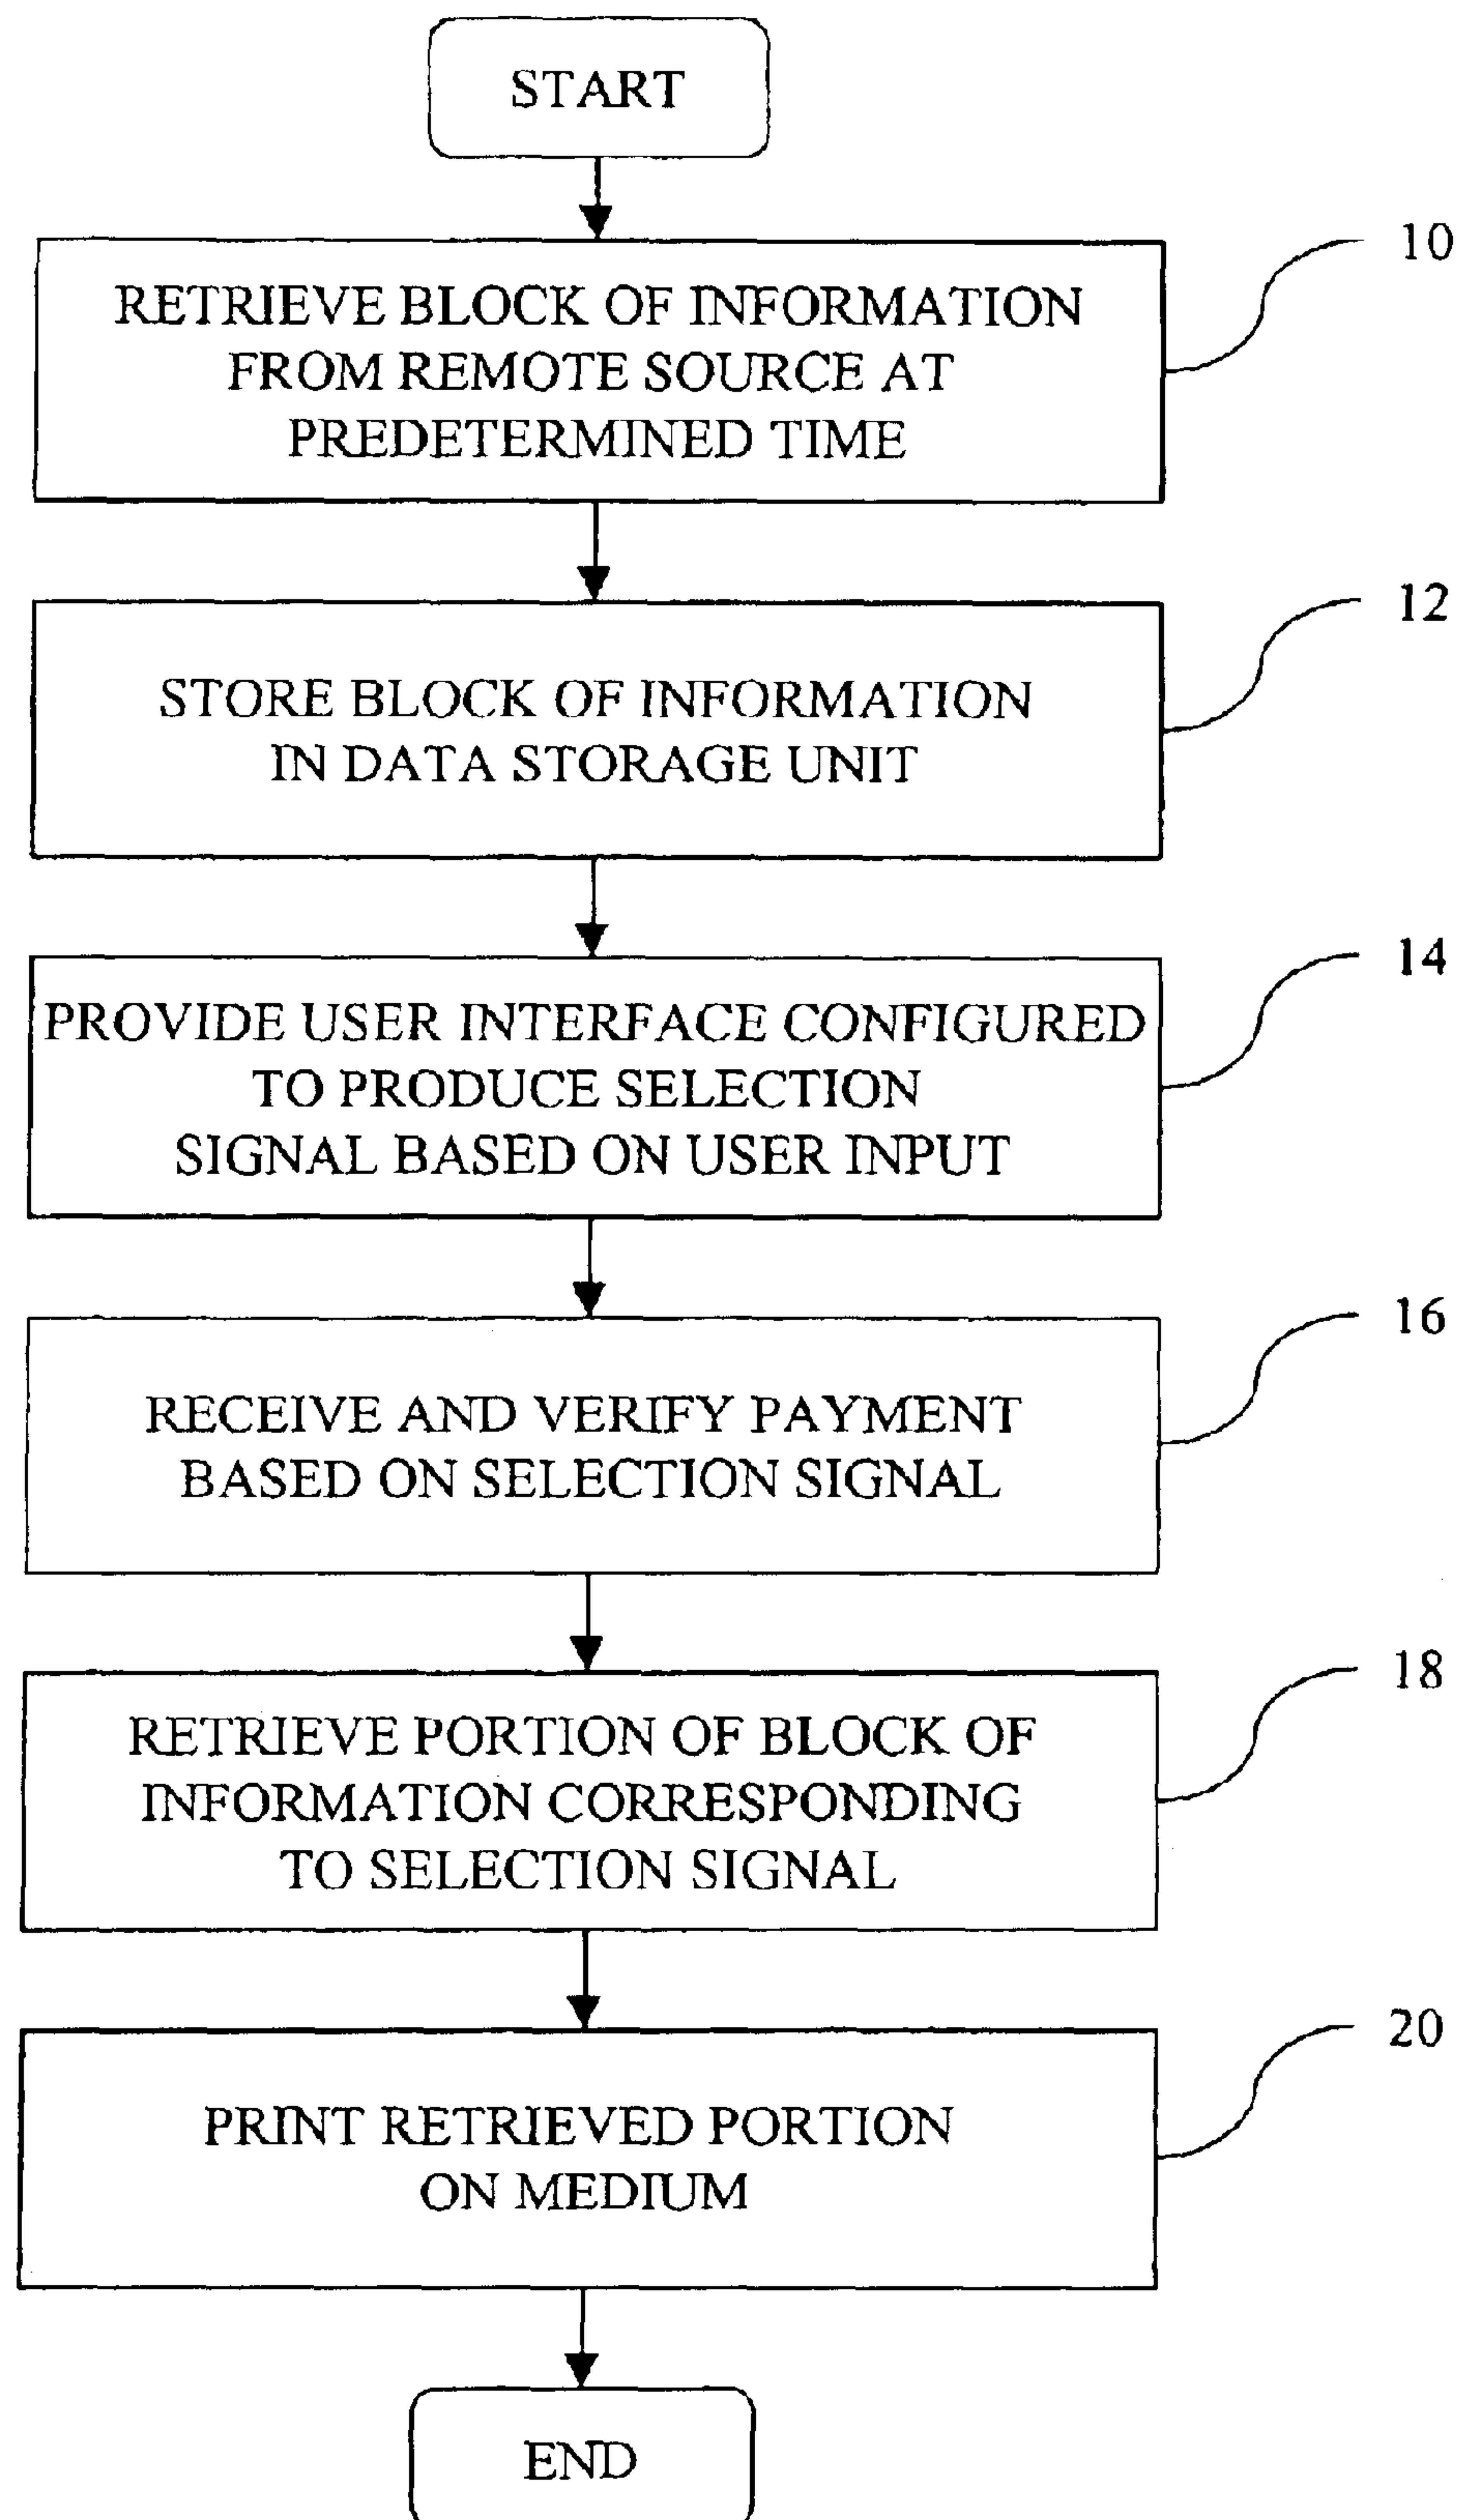 START
10
RETRIEVE BLOCK OF INFORMATION
FROM REMOTE SOURCE AT
PREDETERMINED TIME
12
STORE BLOCK OF INFORMATION
IN DATA STORAGE UNIT
14
PROVIDE USER INTERFACE CONFIGURED
TO PRODUCE SELECTION
SIGNAL BASED ON USER INPUT
16
RECEIVE AND VERIFY PAYMENT
BASED ON SELECTION SIGNAL
18
RETRIEVE PORTION OF BLOCK OF
INFORMATION CORRESPONDING
TO SELECTION SIGNAL
20
PRINT RETRIEVED PORTION
ON MEDIUM
END